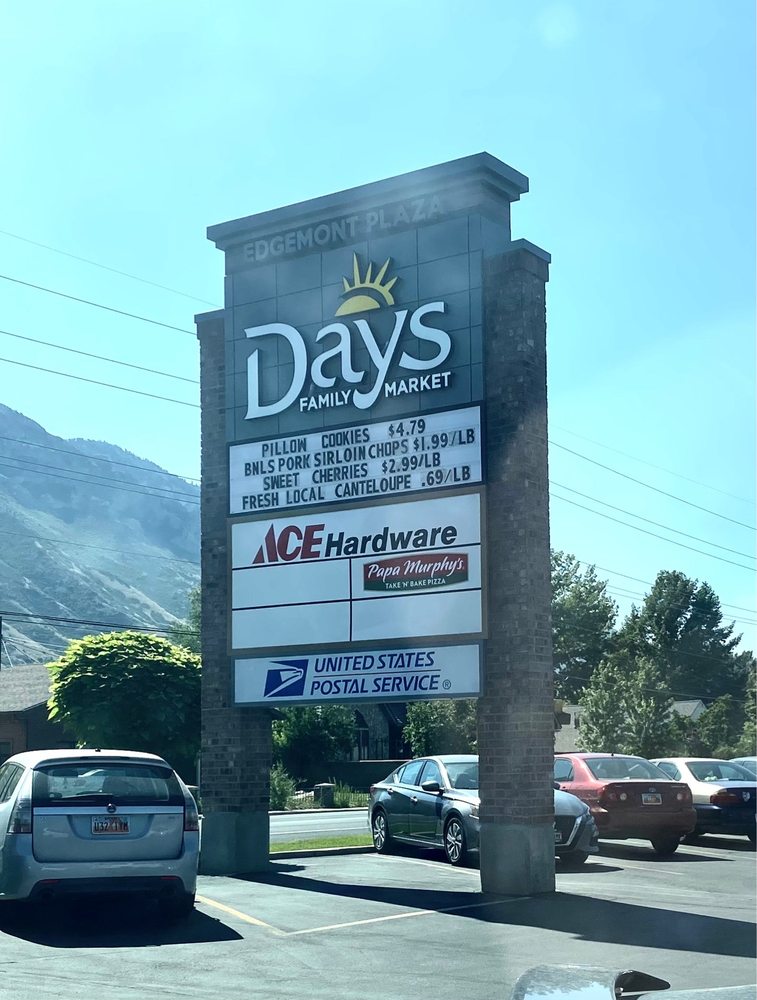 EDGEMONT PLAZA
Days
FAMILY MARKET
PILLOW COOKIES $4.79
BNLS PORK SIRLOIN CHOPS $1.99/LB
SWEET CHERRIES $2.99/LB
FRESH LOCAL CANTELOUPE .69/LB
ACE Hardware
Papa Murphy's
TAKE 'N' BAKE PIZZA
UNITED STATES
POSTAL SERVICE ®